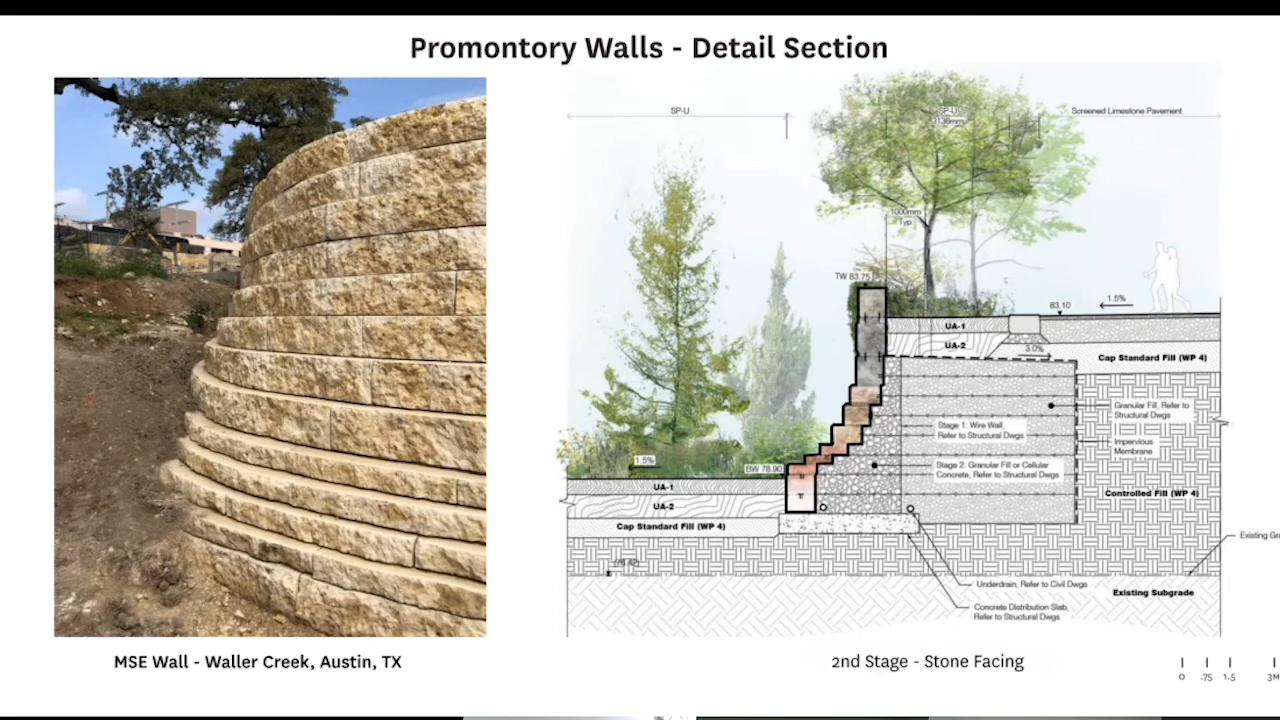 Promontory Walls - Detail Section
SP-U
SP-U
3136mm
Screened Limestone Pavement
1000mm
Typ
TW 83.75
83.10
1.5%
UA-1
UA-2
3.0%
Cap Standard Fill (WP 4)
Granular Fill, Refer to
Structural Dwgs
Stage 1: Wire Wall,
Refer to Structural Dwgs
Impervious
Membrane
1.5%
BW 78.90
Stage 2: Granular Fill or Cellular
Concrete, Refer to Structural Dwgs
UA-1
UA-2
Controlled Fill (WP 4)
Cap Standard Fill (WP 4)
Existing Gr
Underdrain, Refer to Civil Dwgs
Existing Subgrade
Concrete Distribution Slab,
Refer to Structural Dwgs
MSE Wall - Waller Creek, Austin, TX
2nd Stage - Stone Facing
0 .75 1.5 3M